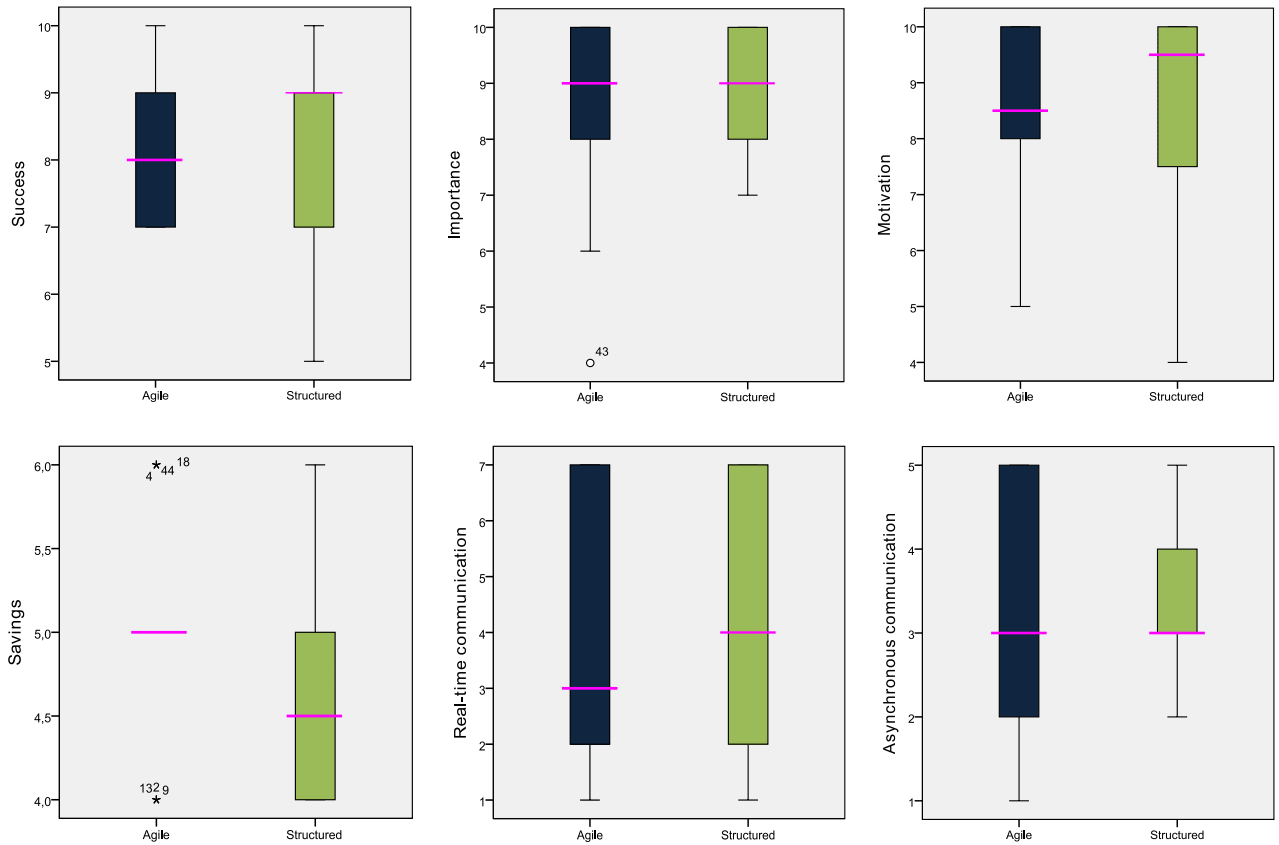 Success
10
9
8
7
6
5
Agile
Structured
Importance
10
9
8
7
6
5
4
43
Agile
Structured
Motivation
10
9
8
7
6
5
4
Agile
Structured
Savings
6,0
5,5
5,0
4,5
4,0
4 44 18
132 9
Agile
Structured
Real-time communication
7
6
5
4
3
2
1
Agile
Structured
Asynchronous communication
5
4
3
2
1
Agile
Structured